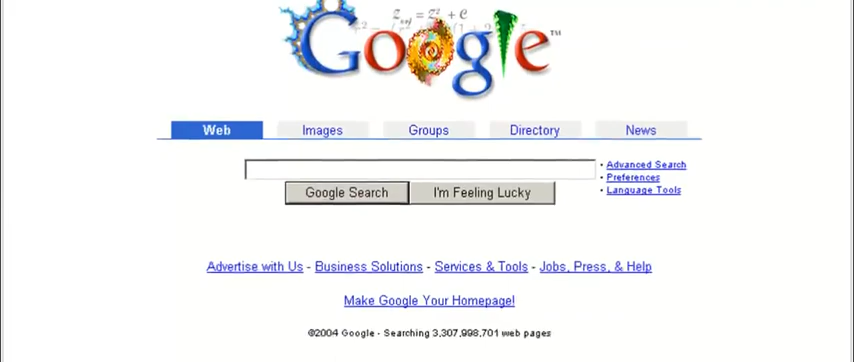 Google™
Web Images Groups Directory News
• Advanced Search
• Preferences
• Language Tools
Google Search I'm Feeling Lucky
Advertise with Us - Business Solutions - Services & Tools - Jobs, Press, & Help
Make Google Your Homepage!
©2004 Google - Searching 3,307,998,701 web pages